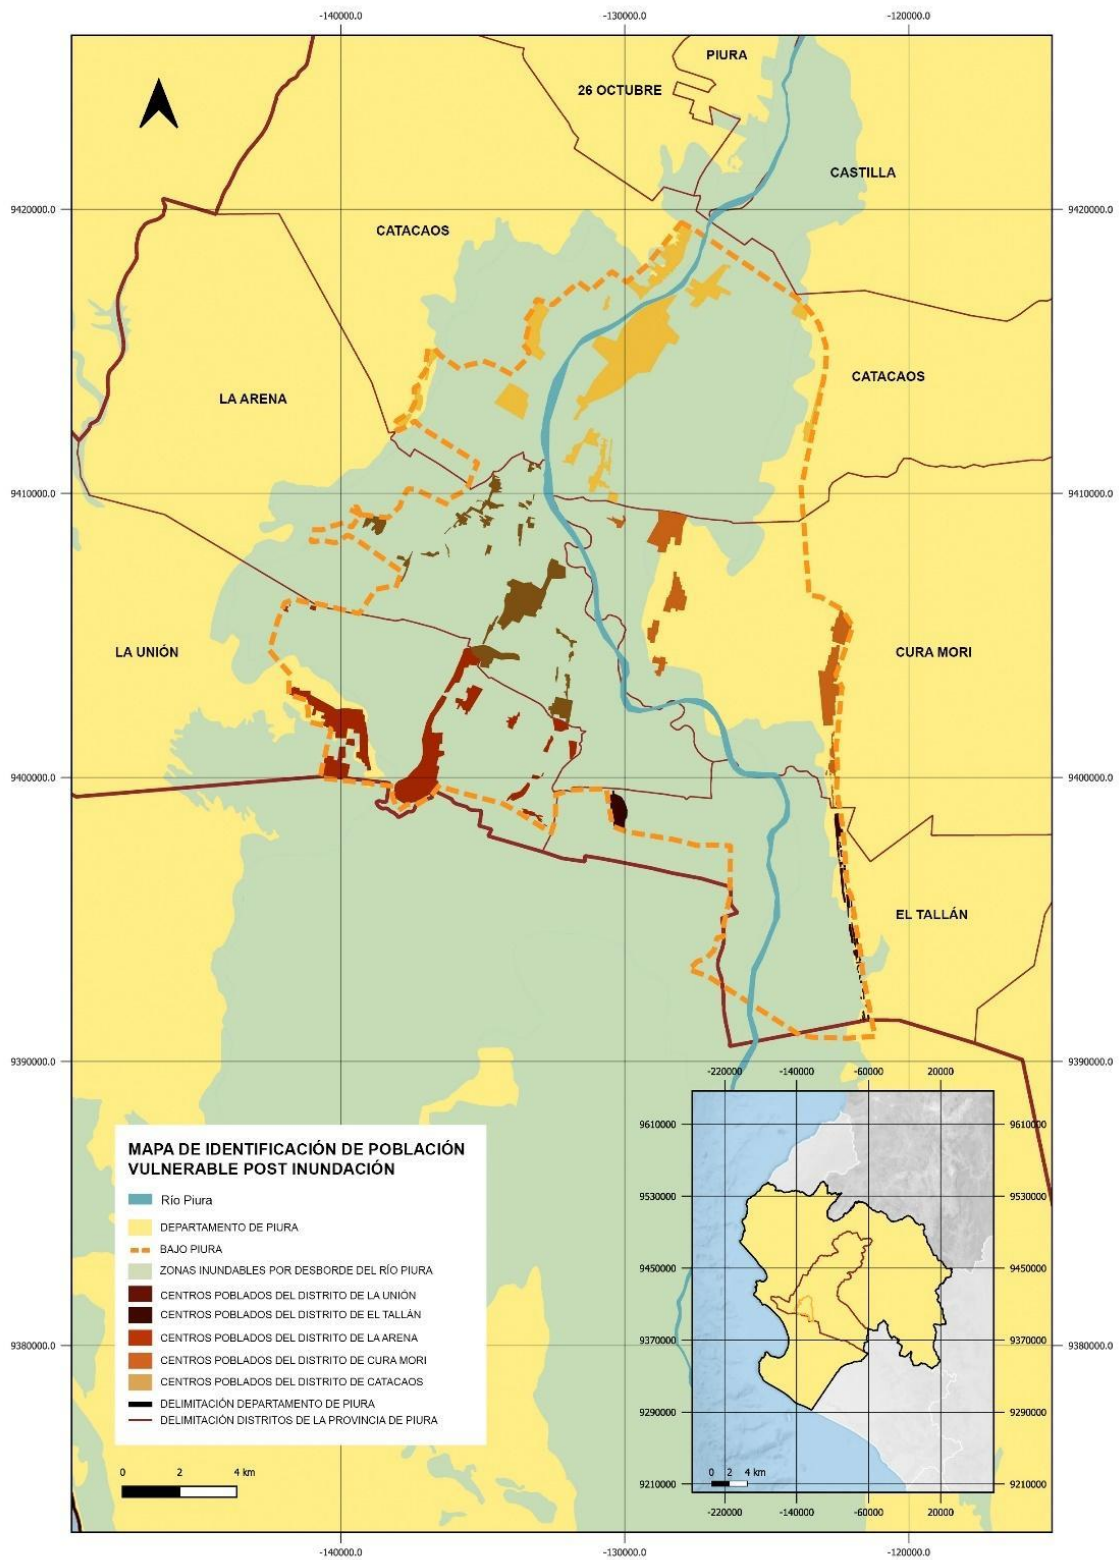 -140000.0 -130000.0 -120000.0
PIURA
26 OCTUBRE
CASTILLA
9420000.0 9420000.0
CATACAOS
CATACAOS
LA ARENA
9410000.0 9410000.0
LA UNIÓN
CURA MORI
9400000.0 9400000.0
EL TALLÁN
9390000.0 9390000.0
MAPA DE IDENTIFICACIÓN DE POBLACIÓN
VULNERABLE POST INUNDACIÓN
Río Piura
DEPARTAMENTO DE PIURA
BAJO PIURA
ZONAS INUNDABLES POR DESBORDE DEL RÍO PIURA
CENTROS POBLADOS DEL DISTRITO DE LA UNIÓN
CENTROS POBLADOS DEL DISTRITO DE EL TALLÁN
CENTROS POBLADOS DEL DISTRITO DE LA ARENA
CENTROS POBLADOS DEL DISTRITO DE CURA MORI
CENTROS POBLADOS DEL DISTRITO DE CATACAOS
DELIMITACIÓN DEPARTAMENTO DE PIURA
DELIMITACIÓN DISTRITOS DE LA PROVINCIA DE PIURA
0 2 4 km
-220000 -140000 -60000 20000
9610000 9610000
9530000 9530000
9450000 9450000
9370000 9370000
9290000 9290000
9210000 9210000
0 2 4 km
-220000 -140000 -60000 20000
9380000.0 9380000.0
-140000.0 -130000.0 -120000.0